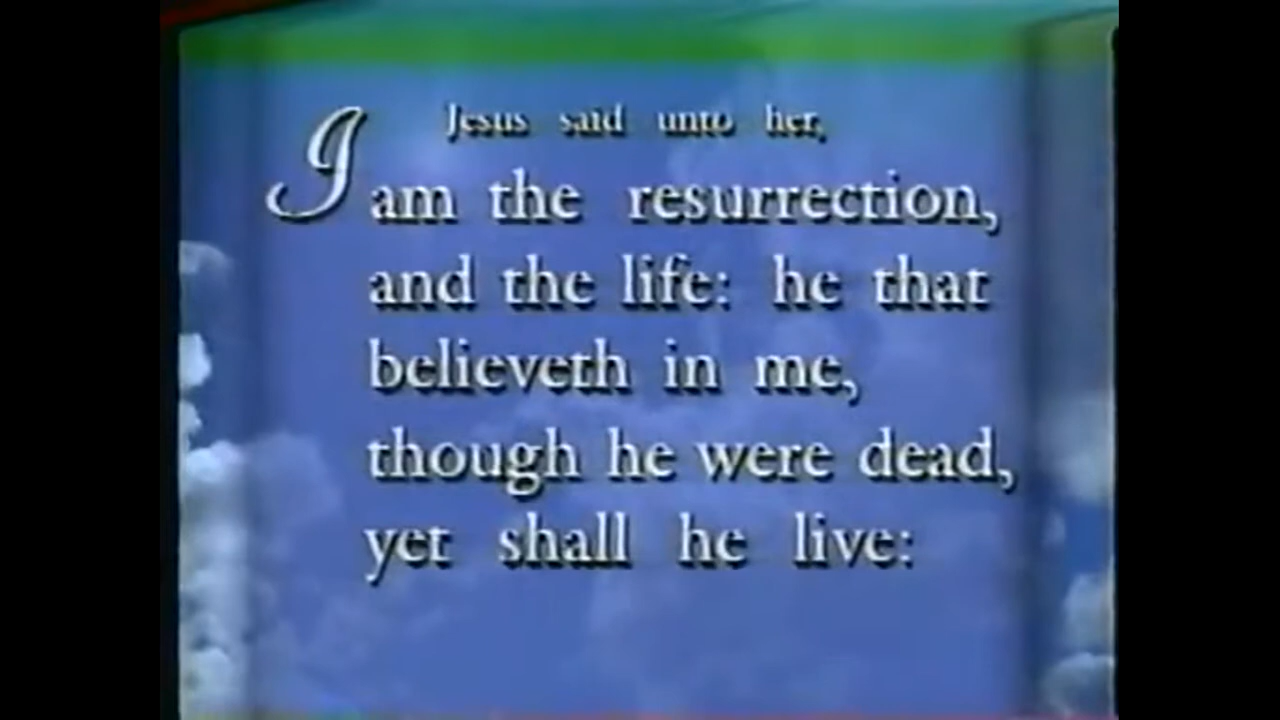 Jesus said unto her,
I am the resurrection,
and the life: he that
believeth in me,
though he were dead,
yet shall he live: